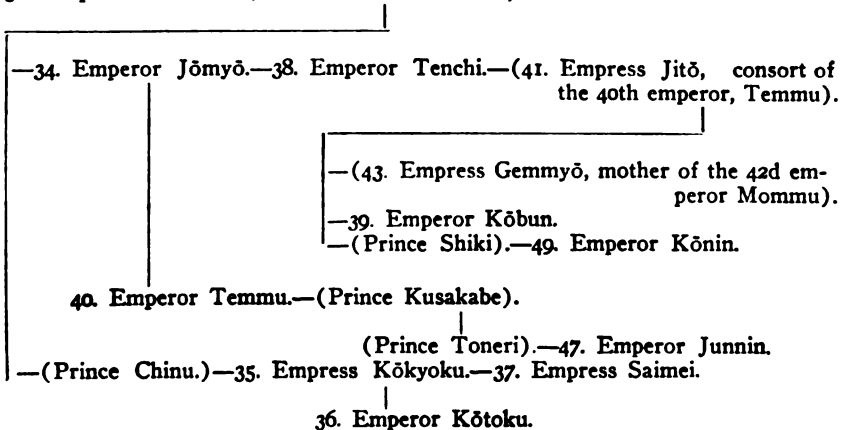 —34. Emperor Jōmyō.—38. Emperor Tenchi.—(41. Empress Jitō, consort of
the 40th emperor, Temmu).
—(43. Empress Gemmyō, mother of the 42d em-
peror Mommu).
—39. Emperor Kōbun.
—(Prince Shiki).—49. Emperor Kōnin.
40. Emperor Temmu.—(Prince Kusakabe).
(Prince Toneri).—47. Emperor Junnin.
—(Prince Chinu.)—35. Empress Kōkyoku.—37. Empress Saimei.
36. Emperor Kōtoku.